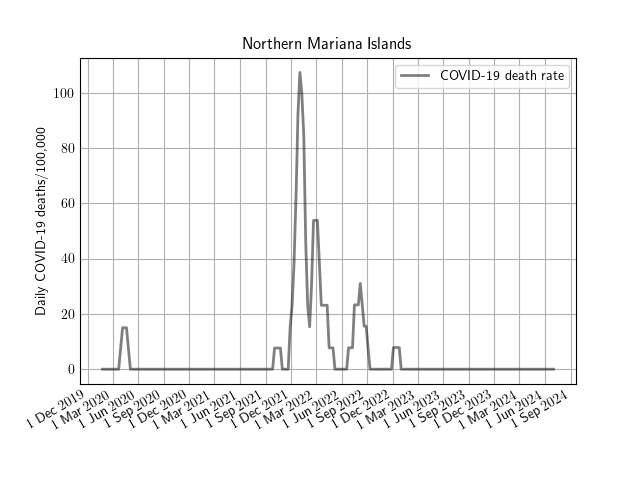 Northern Mariana Islands
COVID-19 death rate
Daily COVID-19 deaths/100,000
100
80
60
40
20
0
1 Dec 2019
1 Mar 2020
1 Jun 2020
1 Sep 2020
1 Dec 2020
1 Mar 2021
1 Jun 2021
1 Sep 2021
1 Dec 2021
1 Mar 2022
1 Jun 2022
1 Sep 2022
1 Dec 2022
1 Mar 2023
1 Jun 2023
1 Sep 2023
1 Dec 2023
1 Mar 2024
1 Jun 2024
1 Sep 2024